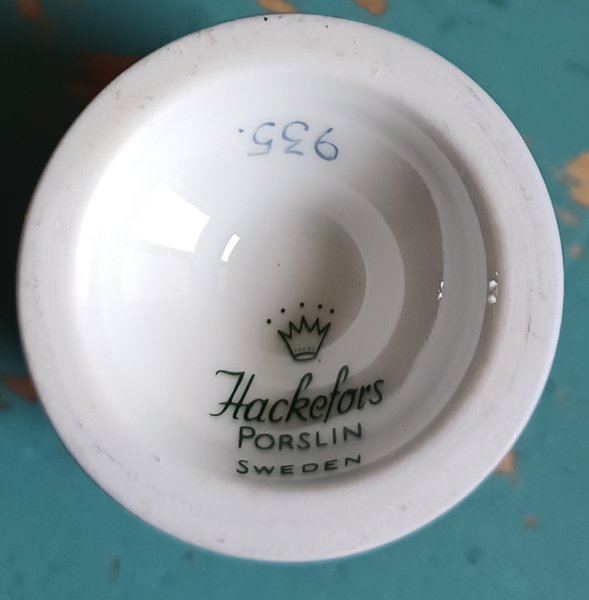 935.
Hackefors
PORSLIN
SWEDEN